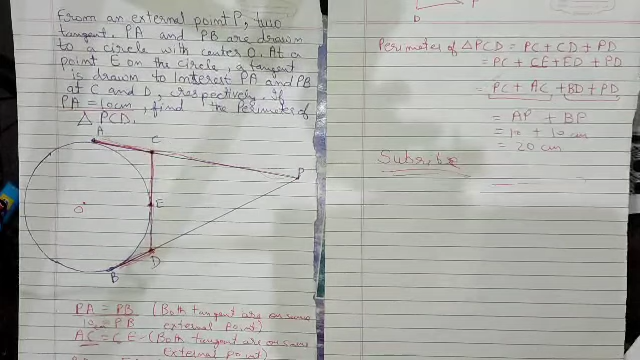 from an external point P, two
tangent, PA and PB are drawn
to a circle with center O. At a
point E on the circle, a tangent
is drawn to interest PA and PB
at C and D, respectively. If
PA = 10cm, find the Perimeter of
△ PCD.
A
C
P
O
E
D
B
PA = PB (Both tangent are on same
10 = PB external point)
AC = CE (Both tangent are on same
external point)
D
P
Perimeter of △PCD = PC + CD + PD
= PC + CE + ED + PD
= PC + AC + BD + PD
= AP + BP
= 10 + 10 cm
= 20 cm